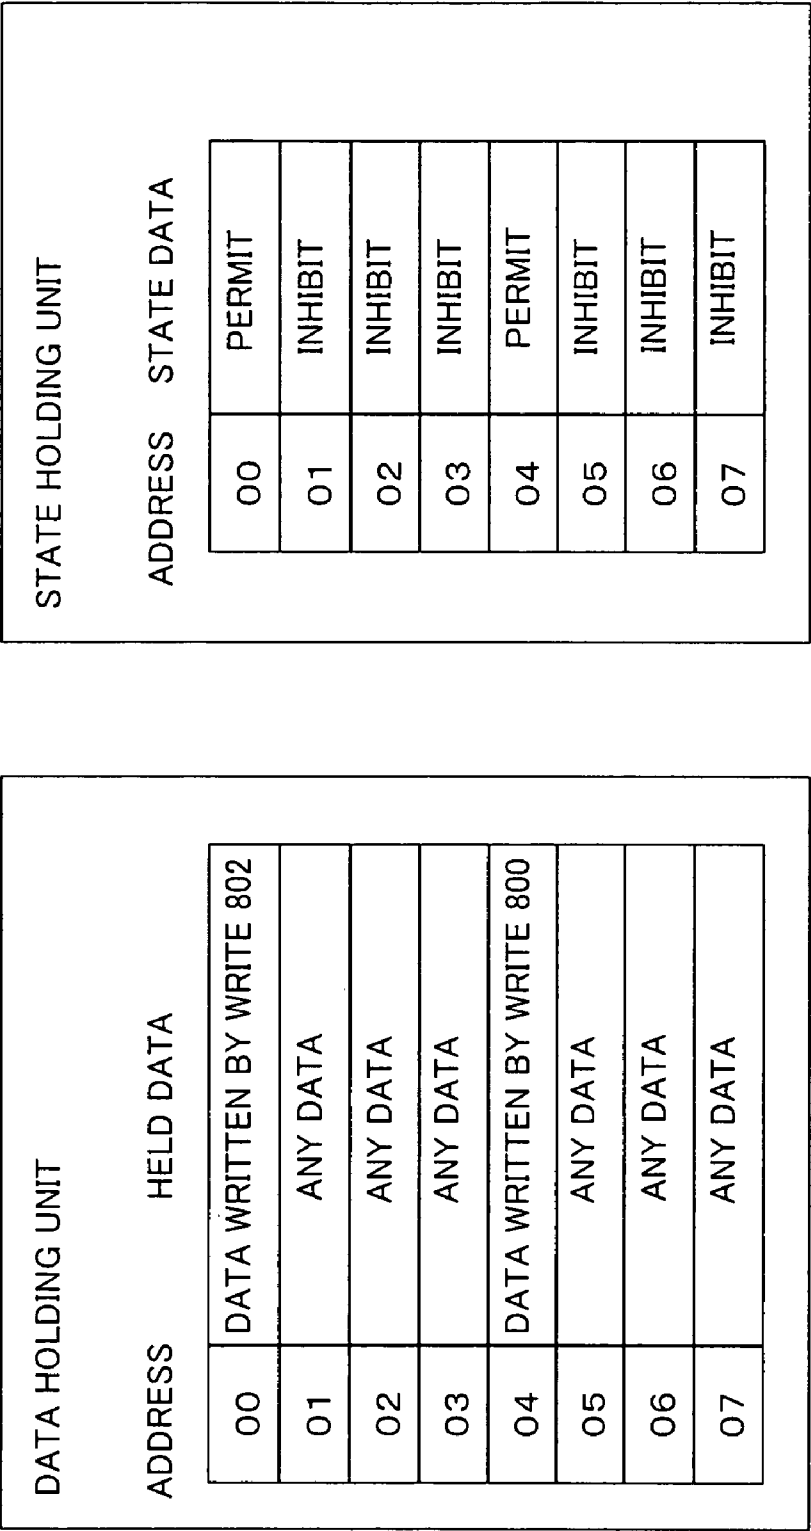 DATA HOLDING UNIT
ADDRESS HELD DATA
00 DATA WRITTEN BY WRITE 802
01 ANY DATA
02 ANY DATA
03 ANY DATA
04 DATA WRITTEN BY WRITE 800
05 ANY DATA
06 ANY DATA
07 ANY DATA
STATE HOLDING UNIT
ADDRESS STATE DATA
00 PERMIT
01 INHIBIT
02 INHIBIT
03 INHIBIT
04 PERMIT
05 INHIBIT
06 INHIBIT
07 INHIBIT